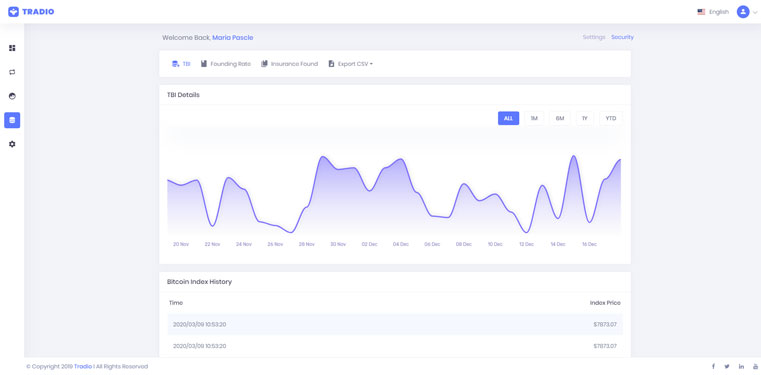 TRADIO
English
Welcome Back, Maria Pascle
Settings Security
TBI Founding Rate Insurance Found Export CSV
TBI Details
ALL 1M 6M 1Y YTD
20 Nov 22 Nov 24 Nov 26 Nov 28 Nov 30 Nov 02 Dec 04 Dec 06 Dec 08 Dec 10 Dec 12 Dec 14 Dec 16 Dec
Bitcoin Index History
Time Index Price
2020/03/09 10:53:20 $7873.07
2020/03/09 10:53:20 $7873.07
© Copyright 2019 Tradio I All Rights Reserved